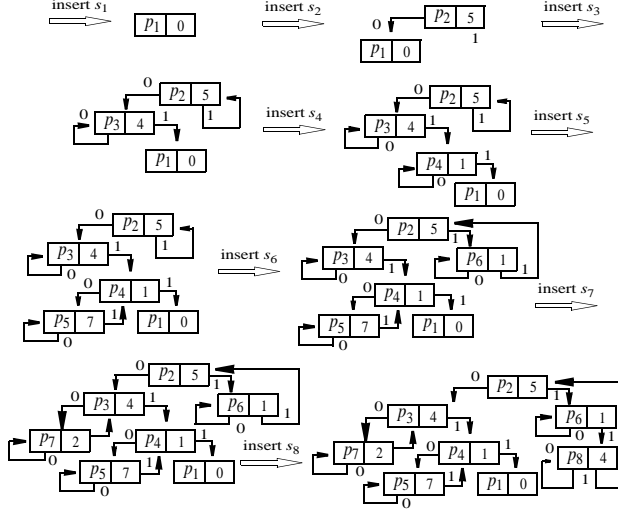 insert s₁
p₁ 0
insert s₂
p₂ 5
0
1
p₁ 0
insert s₃
0
p₂ 5
0
p₃ 4
1
1
0
p₁ 0
insert s₄
0
p₂ 5
p₃ 4
1
1
0
p₄ 1
1
0
p₁ 0
insert s₅
0
p₂ 5
p₃ 4
1
1
0
0
p₄ 1
1
p₅ 7
1
0
p₁ 0
insert s₆
0
p₂ 5
1
p₃ 4
1
0
p₆ 1
0
1
0
p₄ 1
1
p₅ 7
1
0
p₁ 0
insert s₇
0
p₂ 5
1
0
p₃ 4
1
p₆ 1
0
1
p₇ 2
1
0
0
p₄ 1
1
p₅ 7
1
0
p₁ 0
insert s₈
0
p₂ 5
1
0
p₃ 4
1
p₆ 1
0
1
p₇ 2
1
0
0
p₄ 1
1
p₅ 7
1
0
p₁ 0
0
p₈ 4
1